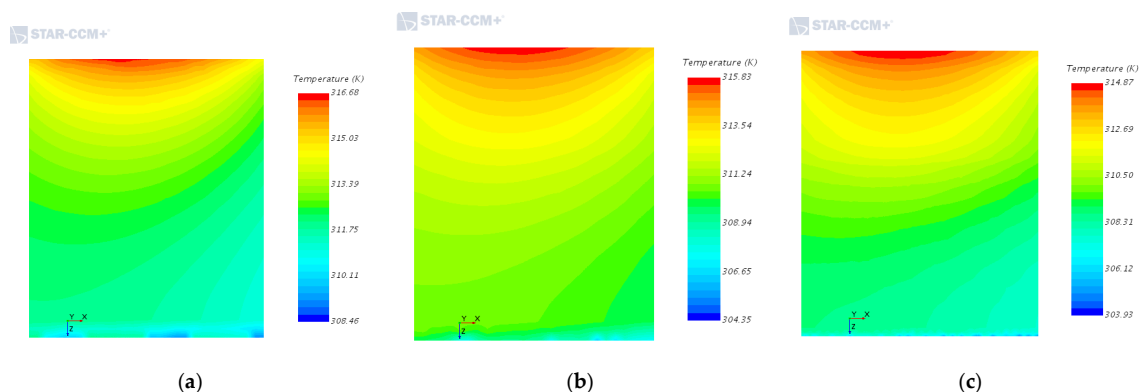 STAR-CCM+
Temperature (K)
316.68
315.03
313.39
311.75
310.11
308.46
Y X
Z
(a)
STAR-CCM+
Temperature (K)
315.83
313.54
311.24
308.94
306.65
304.35
Y X
Z
(b)
STAR-CCM+
Temperature (K)
314.87
312.69
310.50
308.31
306.12
303.93
Y X
Z
(c)